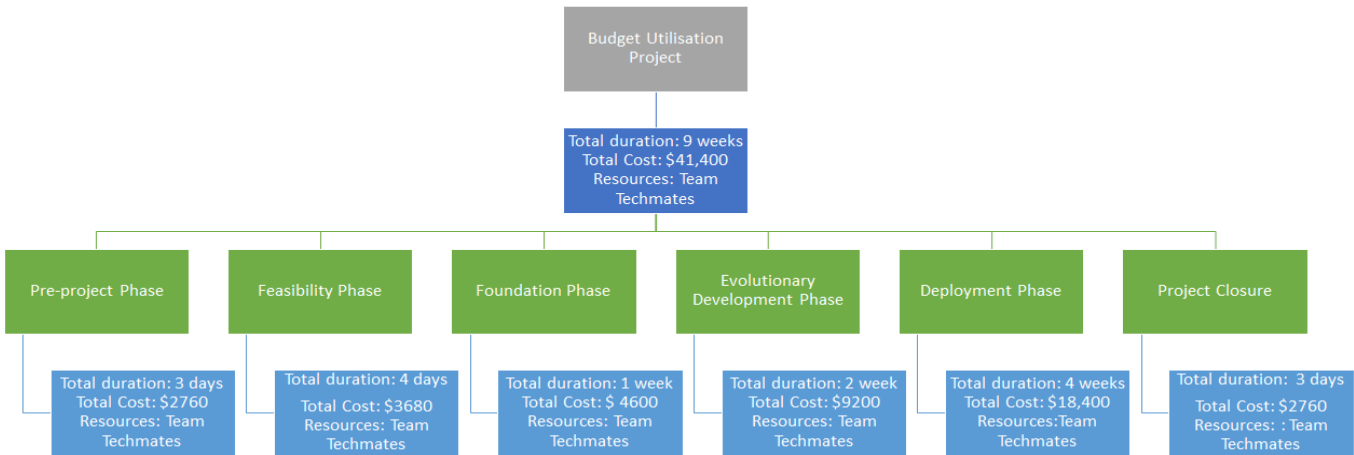 Budget Utilisation
Project
Total duration: 9 weeks
Total Cost: $41,400
Resources: Team
Techmates
Pre-project Phase
Feasibility Phase
Foundation Phase
Evolutionary
Development Phase
Deployment Phase
Project Closure
Total duration: 3 days
Total Cost: $2760
Resources: Team
Techmates
Total duration: 4 days
Total Cost: $3680
Resources: Team
Techmates
Total duration: 1 week
Total Cost: $ 4600
Resources: Team
Techmates
Total duration: 2 week
Total Cost: $9200
Resources: Team
Techmates
Total duration: 4 weeks
Total Cost: $18,400
Resources:Team
Techmates
Total duration:  3 days
Total Cost: $2760
Resources: : Team
Techmates